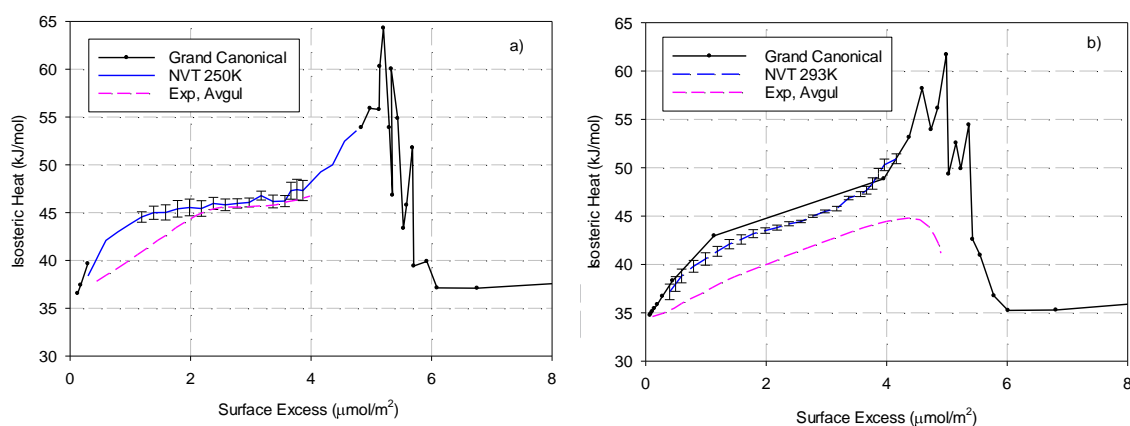 a)
Grand Canonical
NVT 250K
Exp, Avgul
65
60
55
50
45
40
35
30
Isosteric Heat (kJ/mol)
0 2 4 6 8
Surface Excess (μmol/m²)
b)
Grand Canonical
NVT 293K
Exp, Avgul
65
60
55
50
45
40
35
30
Isosteric Heat (kJ/mol)
0 2 4 6 8
Surface Excess (μmol/m²)